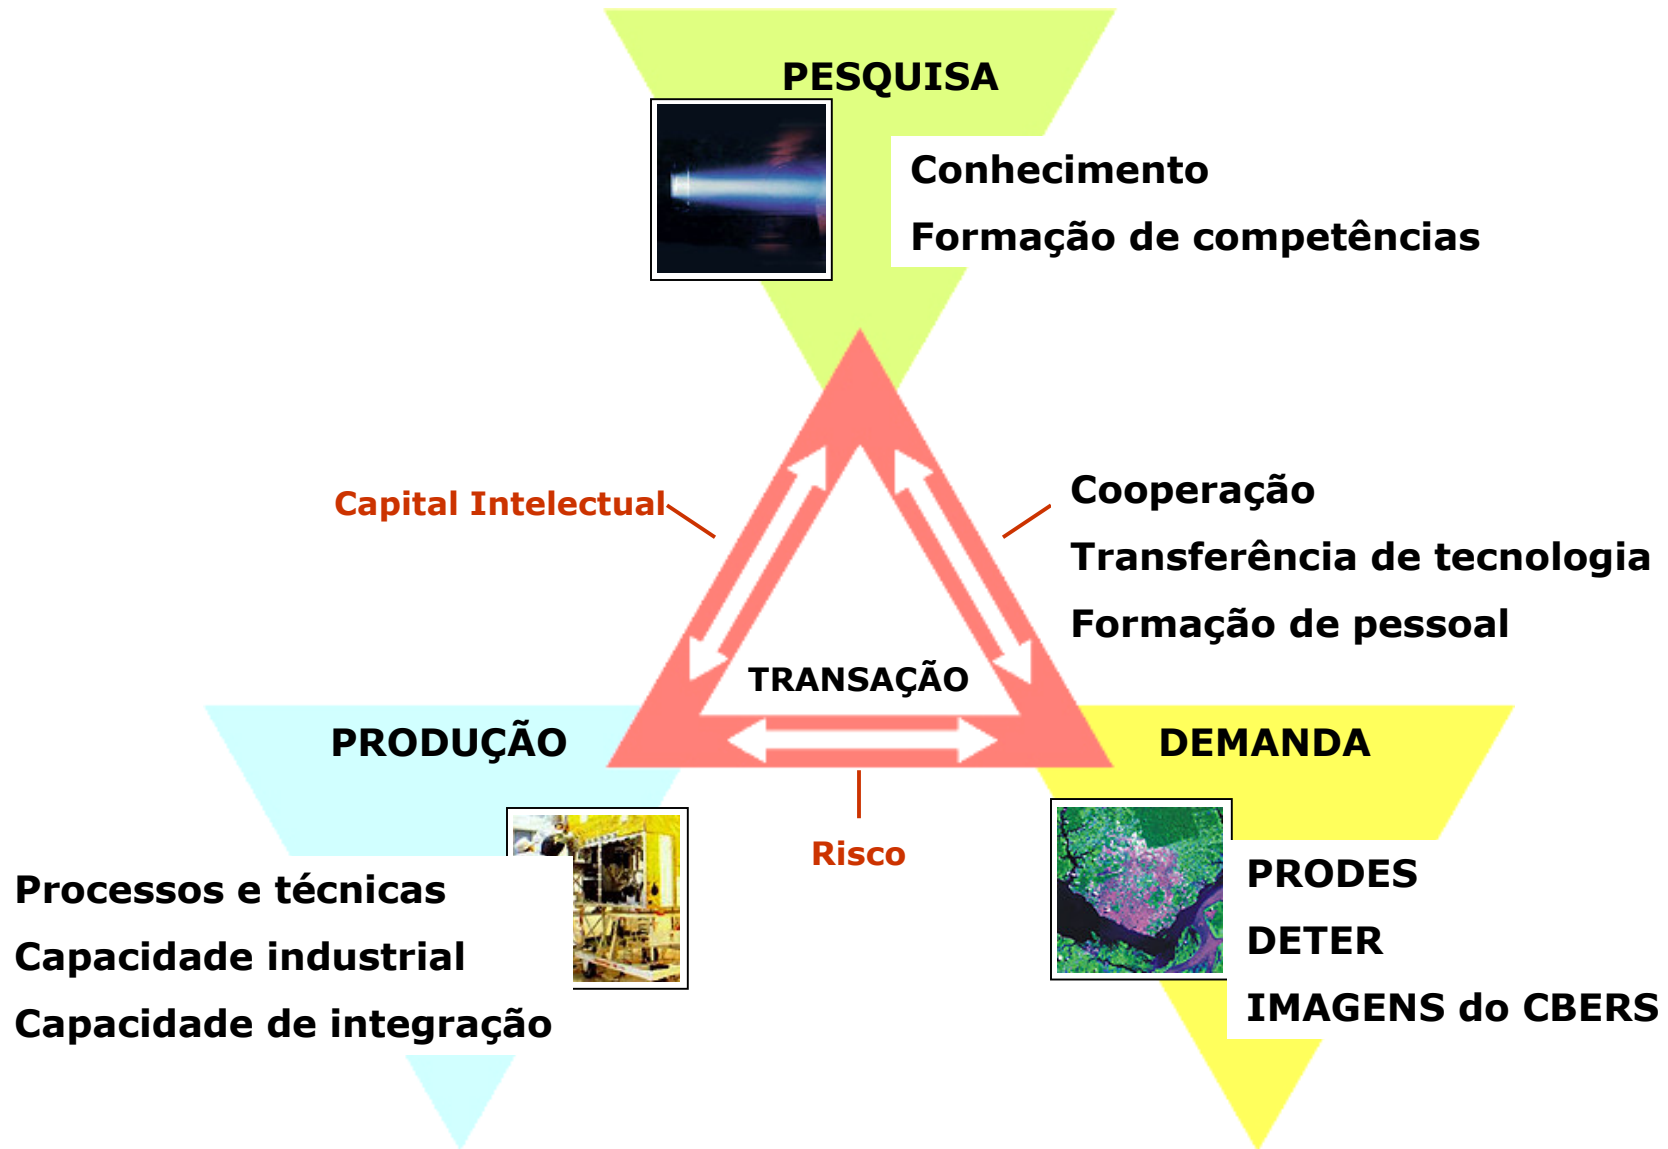 PESQUISA
Conhecimento
Formação de competências
Capital Intelectual
Cooperação
Transferência de tecnologia
Formação de pessoal
TRANSAÇÃO
PRODUÇÃO
DEMANDA
Risco
Processos e técnicas
Capacidade industrial
Capacidade de integração
PRODES
DETER
IMAGENS do CBERS